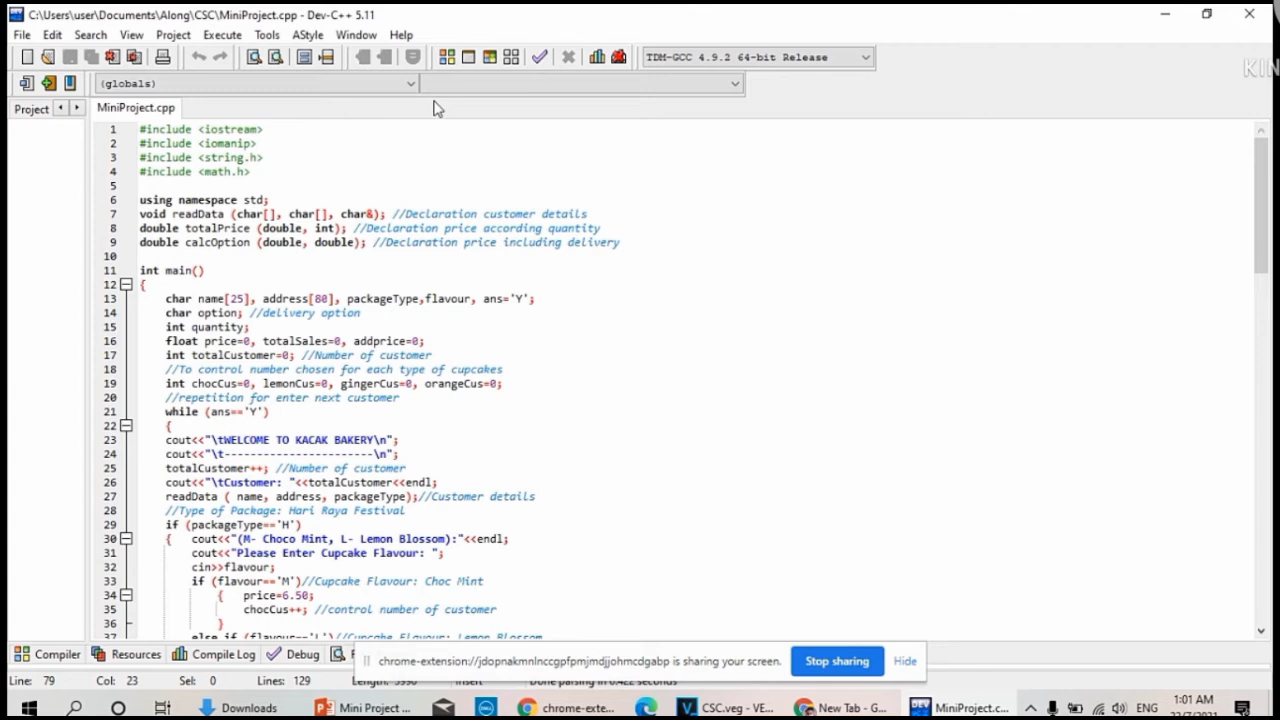 C:\Users\user\Documents\Along\CSC\MiniProject.cpp - Dev-C++ 5.11
File Edit Search View Project Execute Tools AStyle Window Help
TDM-GCC 4.9.2 64-bit Release
KIN
(globals)
Project MiniProject.cpp
1 #include <iostream>
2 #include <iomanip>
3 #include <string.h>
4 #include <math.h>
5
6 using namespace std;
7 void readData (char[], char[], char&); //Declaration customer details
8 double totalPrice (double, int); //Declaration price according quantity
9 double calcOption (double, double); //Declaration price including delivery
10
11 int main()
12 {
13 char name[25], address[80], packageType,flavour, ans='Y';
14 char option; //delivery option
15 int quantity;
16 float price=0, totalSales=0, addprice=0;
17 int totalCustomer=0; //Number of customer
18 //To control number chosen for each type of cupcakes
19 int chocCus=0, lemonCus=0, gingerCus=0, orangeCus=0;
20 //repetition for enter next customer
21 while (ans=='Y')
22 {
23 cout<<"\tWELCOME TO KACAK BAKERY\n";
24 cout<<"\t-----------------------\n";
25 totalCustomer++; //Number of customer
26 cout<<"\tCustomer: "<<totalCustomer<<endl;
27 readData ( name, address, packageType);//Customer details
28 //Type of Package: Hari Raya Festival
29 if (packageType=='H')
30 { cout<<"(M- Choco Mint, L- Lemon Blossom):"<<endl;
31 cout<<"Please Enter Cupcake Flavour: ";
32 cin>>flavour;
33 if (flavour=='M')//Cupcake Flavour: Choc Mint
34 { price=6.50;
35 chocCus++; //control number of customer
36 }
37 else if (flavour=='L')//Cupcake Flavour: Lemon Blossom
Compiler Resources Compile Log Debug
chrome-extension://jdopnakmnlnccgpfpmjmdjjohmcdgabp is sharing your screen. Stop sharing Hide
Line: 79 Col: 23 Sel: 0 Lines: 129 Length: 3990 Insert Done parsing in 0.422 seconds
Downloads Mini Project ... chrome-exte... CSC.veg - VE... New Tab - G... MiniProject.c... ENG 1:01 AM